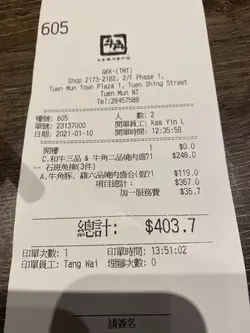 605
牛角
GKK-(TMT)
Shop 2173-2182, 2/F Phase 1,
Tuen Mun Town Plaza 1, Tuen Shing Street
Tuen Mun NT
Tel:28457588
檯號: 605 人 數: 2
單號: 23137000 開單員工: Kam Yin L
日期: 2021-01-10 開單時間: 12:35:58
開檯 1 $0.0
C.和牛三品 & 牛角二品燒肉盛?1 $248.0
- 石斑魚柳(3件)
A.牛角豚、雞六品燒肉盛合(假?1 $119.0
項目合計: $367.0
加一服務費 $36.7
總計: $403.7
印單次數: 1 印單時間: 13:51:02
印單員工: Tang Wai 理腳次數: 0
請簽名